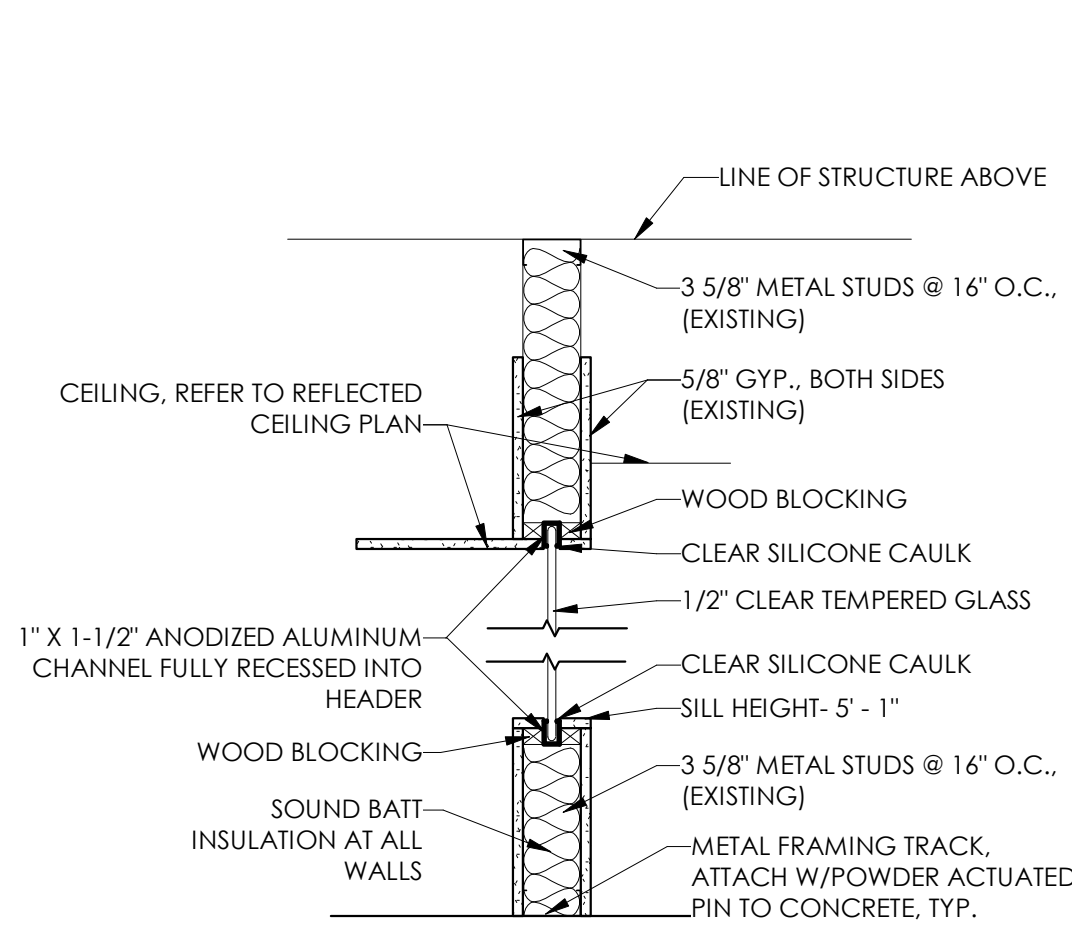 LINE OF STRUCTURE ABOVE
3 5/8" METAL STUDS @ 16" O.C.,
(EXISTING)
5/8" GYP., BOTH SIDES
(EXISTING)
CEILING, REFER TO REFLECTED
CEILING PLAN
WOOD BLOCKING
CLEAR SILICONE CAULK
1/2" CLEAR TEMPERED GLASS
1" X 1-1/2" ANODIZED ALUMINUM
CHANNEL FULLY RECESSED INTO
HEADER
CLEAR SILICONE CAULK
SILL HEIGHT- 5' - 1"
WOOD BLOCKING
3 5/8" METAL STUDS @ 16" O.C.,
(EXISTING)
SOUND BATT
INSULATION AT ALL
WALLS
METAL FRAMING TRACK,
ATTACH W/POWDER ACTUATED
PIN TO CONCRETE, TYP.